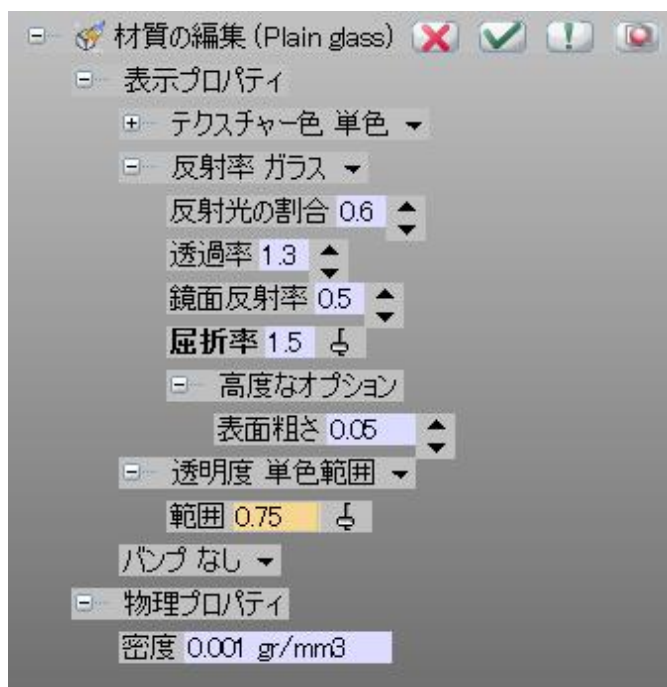 材質の編集 (Plain glass)
表示プロパティ
テクスチャー色 単色
反射率 ガラス
反射光の割合 0.6
透過率 1.3
鏡面反射率 0.5
屈折率 1.5
高度なオプション
表面粗さ 0.05
透明度 単色範囲
範囲 0.75
バンプ なし
物理プロパティ
密度 0.001 gr/mm3